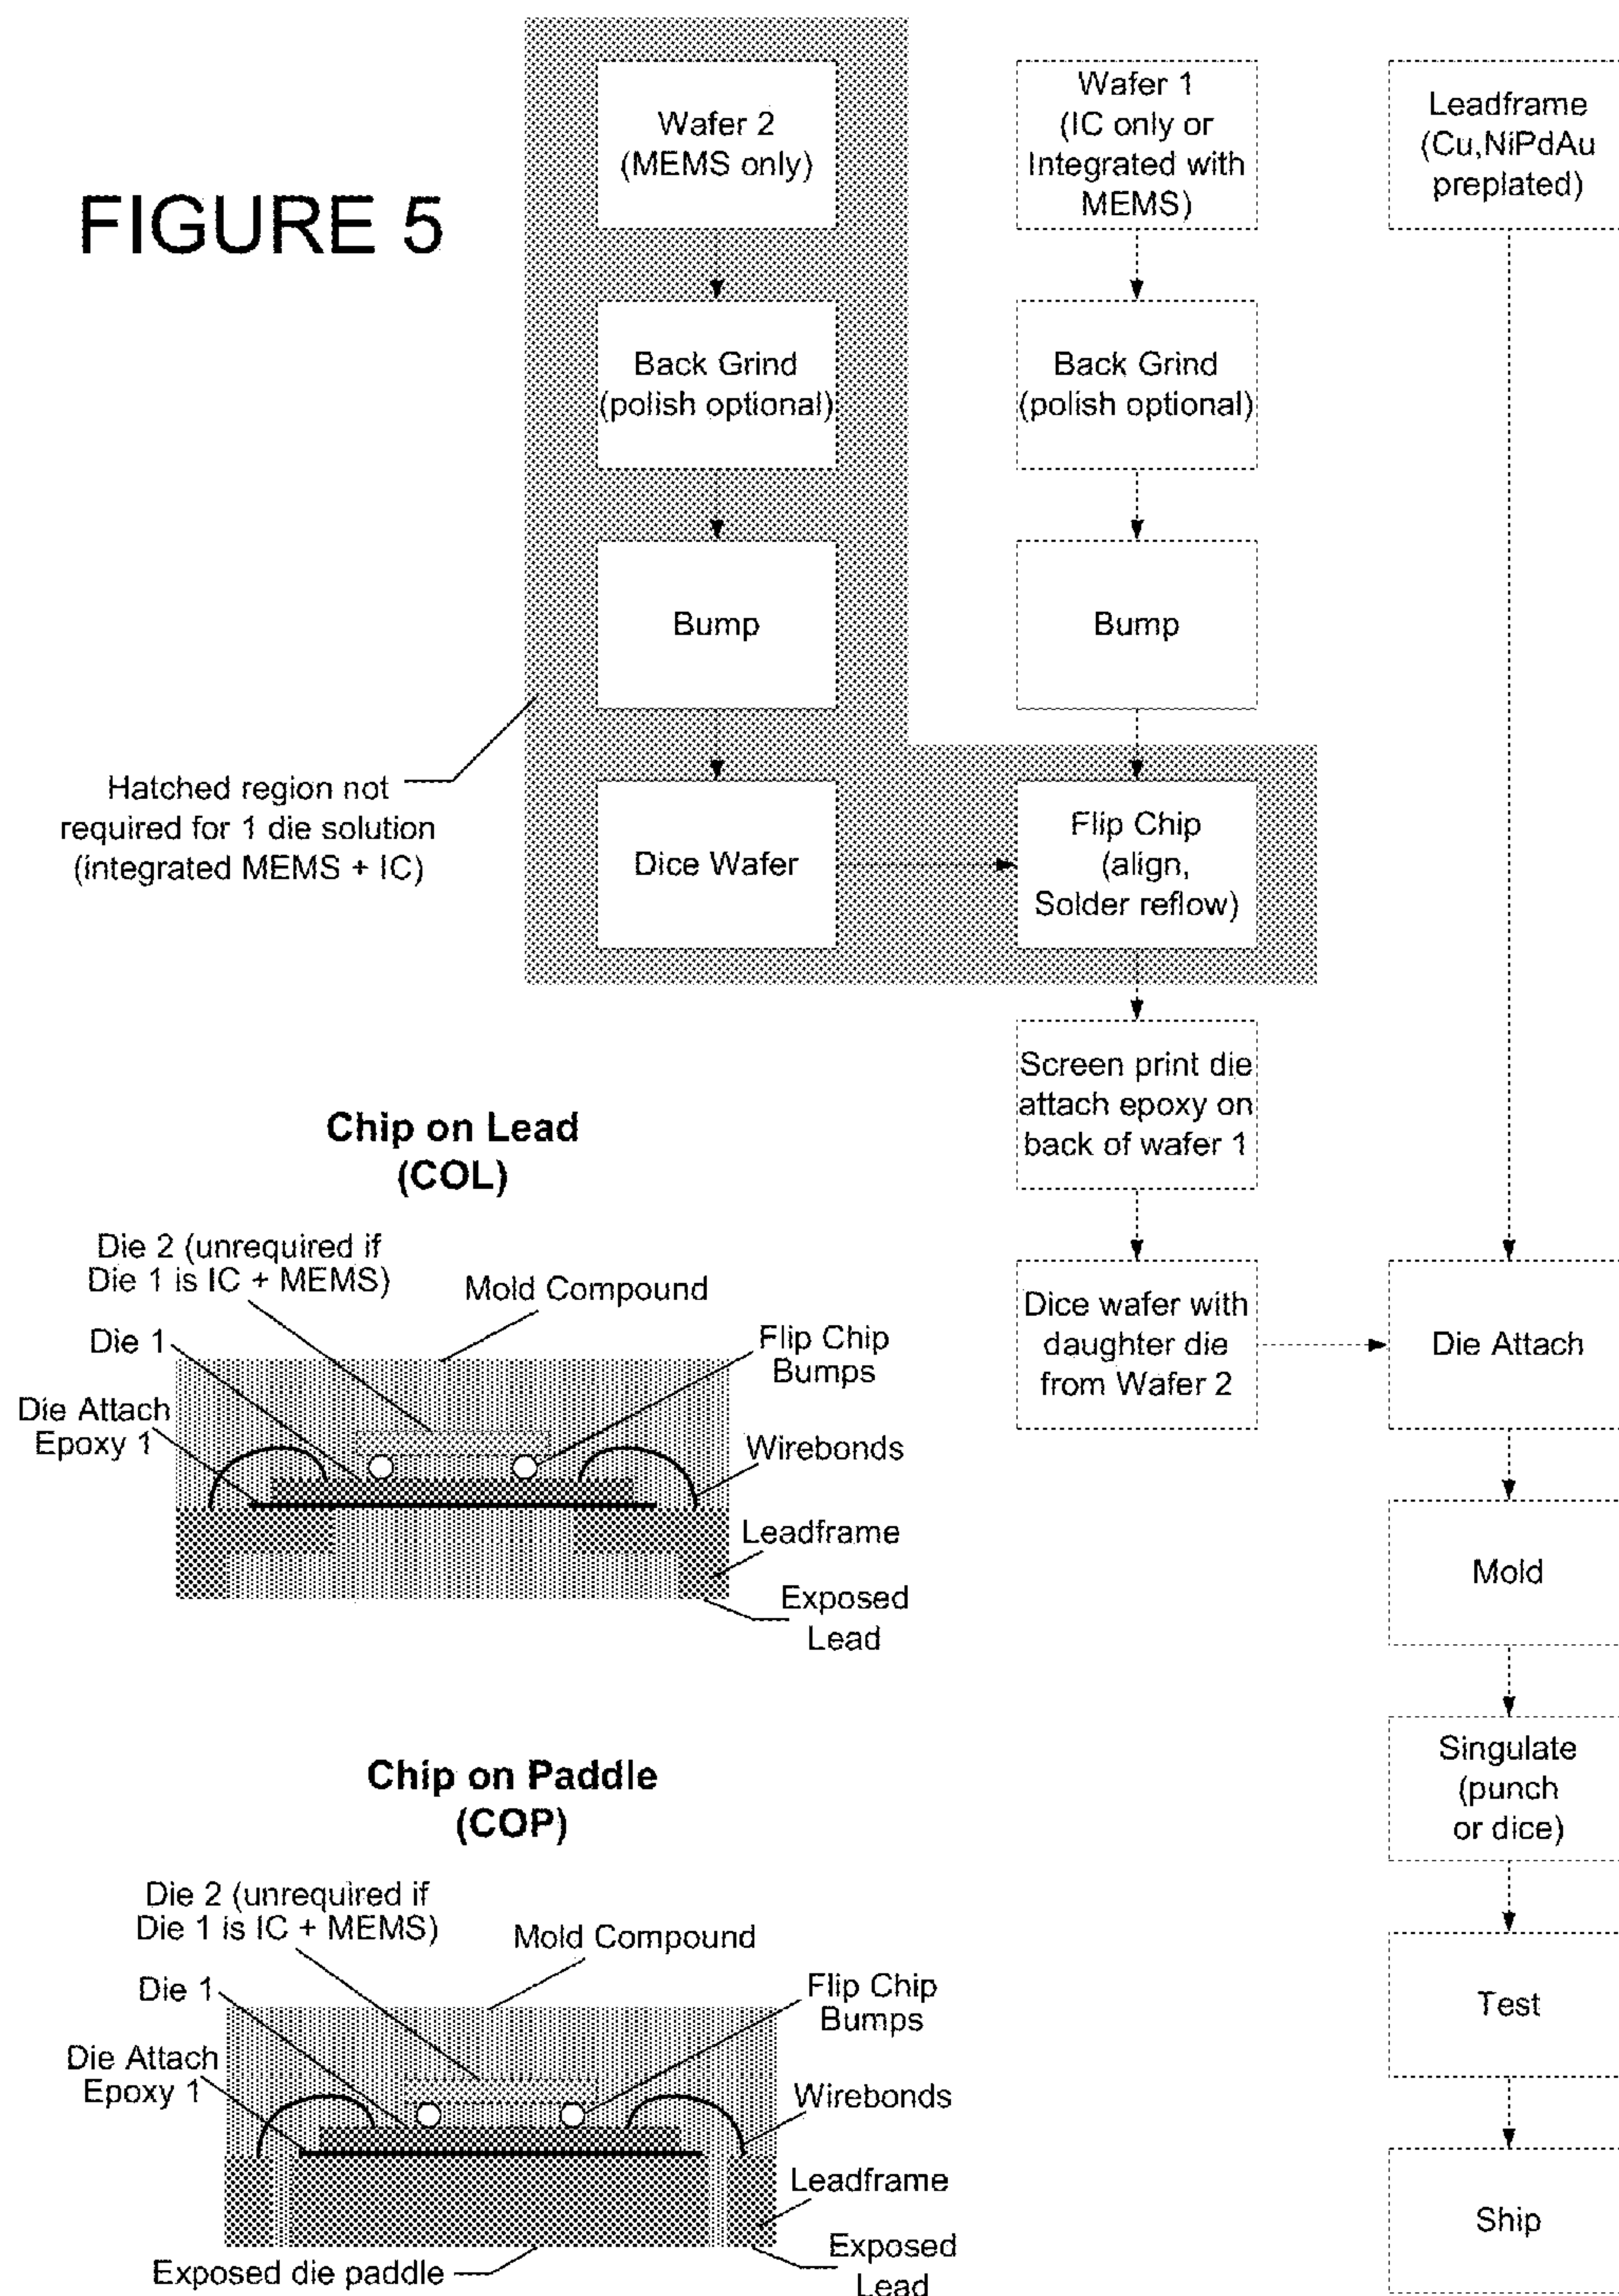 FIGURE 5
Wafer 2
(MEMS only)
Back Grind
(polish optional)
Bump
Dice Wafer
Wafer 1
(IC only or
Integrated with
MEMS)
Back Grind
(polish optional)
Bump
Flip Chip
(align,
Solder reflow)
Screen print die
attach epoxy on
back of wafer 1
Dice wafer with
daughter die
from Wafer 2
Leadframe
(Cu,NiPdAu
preplated)
Die Attach
Mold
Singulate
(punch
or dice)
Test
Ship
Hatched region not
required for 1 die solution
(integrated MEMS + IC)
Chip on Lead
(COL)
Die 2 (unrequired if
Die 1 is IC + MEMS)
Mold Compound
Die 1
Flip Chip
Bumps
Die Attach
Epoxy 1
Wirebonds
Leadframe
Exposed
Lead
Chip on Paddle
(COP)
Die 2 (unrequired if
Die 1 is IC + MEMS)
Mold Compound
Die 1
Flip Chip
Bumps
Die Attach
Epoxy 1
Wirebonds
Leadframe
Exposed
Lead
Exposed die paddle